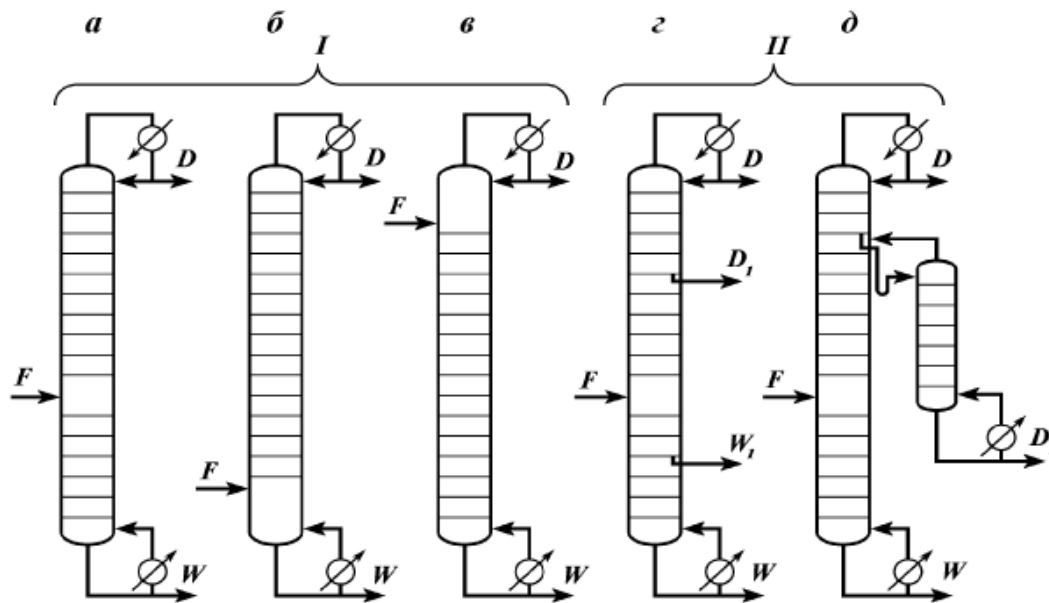 а б в г д
I II
D D D D D
F
D₁
F F F
W₁
D
F
W W W W W